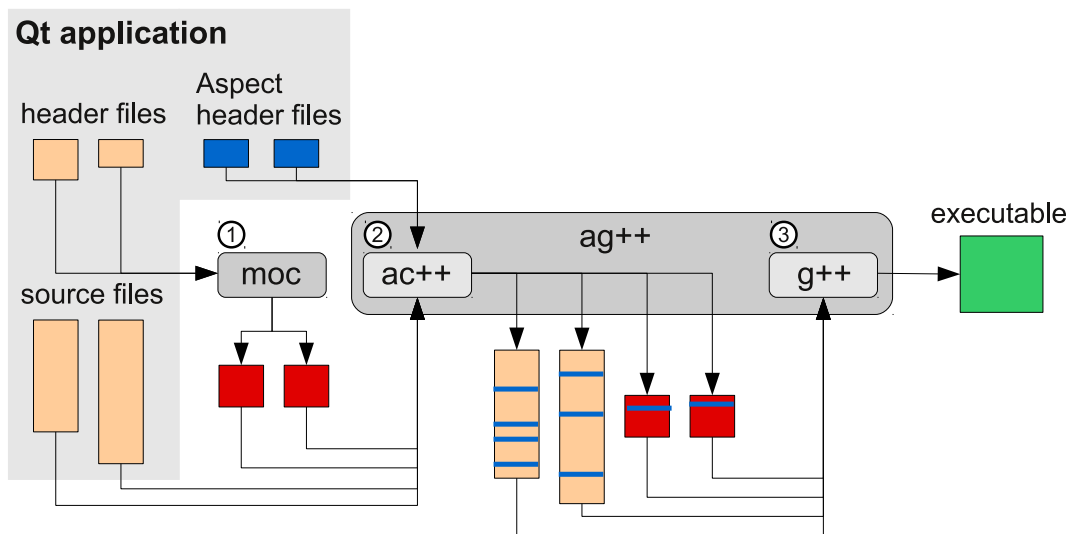 Qt application
Aspect
header files
header files
1
2
3
ag++
executable
moc
ac++
g++
source files